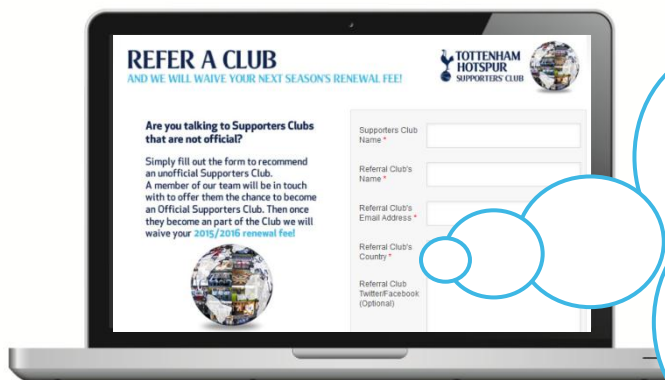 REFER A CLUB
AND WE WILL WAIVE YOUR NEXT SEASON'S RENEWAL FEE!
TOTTENHAM
HOTSPUR
SUPPORTERS' CLUB
Are you talking to Supporters Clubs
that are not official?
Simply fill out the form to recommend
an unofficial Supporters Club.
A member of our team will be in touch
with to offer them the chance to become
an Official Supporters Club. Then once
they become an part of the Club we will
waive your 2015/2016 renewal fee!
Supporters Club
Name *
Referral Club's
Name *
Referral Club's
Email Address *
Referral Club's
Country *
Referral Club
Twitter/Facebook
(Optional)